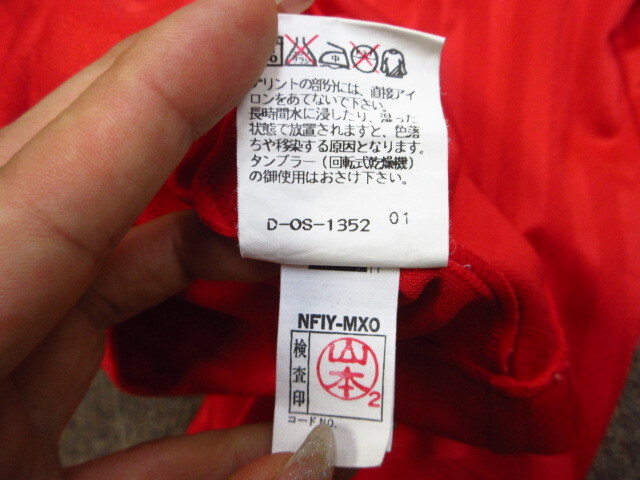 中
プリントの部分には、直接アイ
ロンをあてないで下さい。
長時間水に浸したり、湿った
状態で放置されますと、色落
ちや移染する原因となります。
タンブラー（回転式乾燥機）
の御使用はおさけ下さい。
D-OS-1352 01
NFIY-MX0
検査印
山本 2
コード NO.